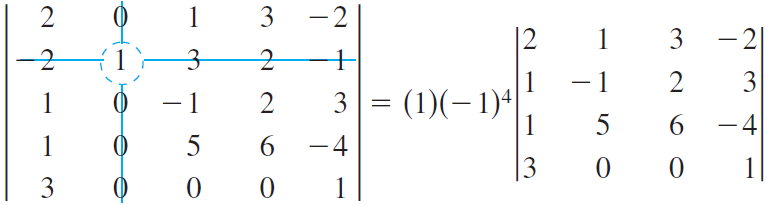 | 2 0 1 3 −2 |
| −2 1 3 2 −1 |
| 1 0 −1 2 3 |
| 1 0 5 6 −4 |
| 3 0 0 0 1 |
= (1)(−1)⁴
| 2 1 3 −2 |
| 1 −1 2 3 |
| 1 5 6 −4 |
| 3 0 0 1 |